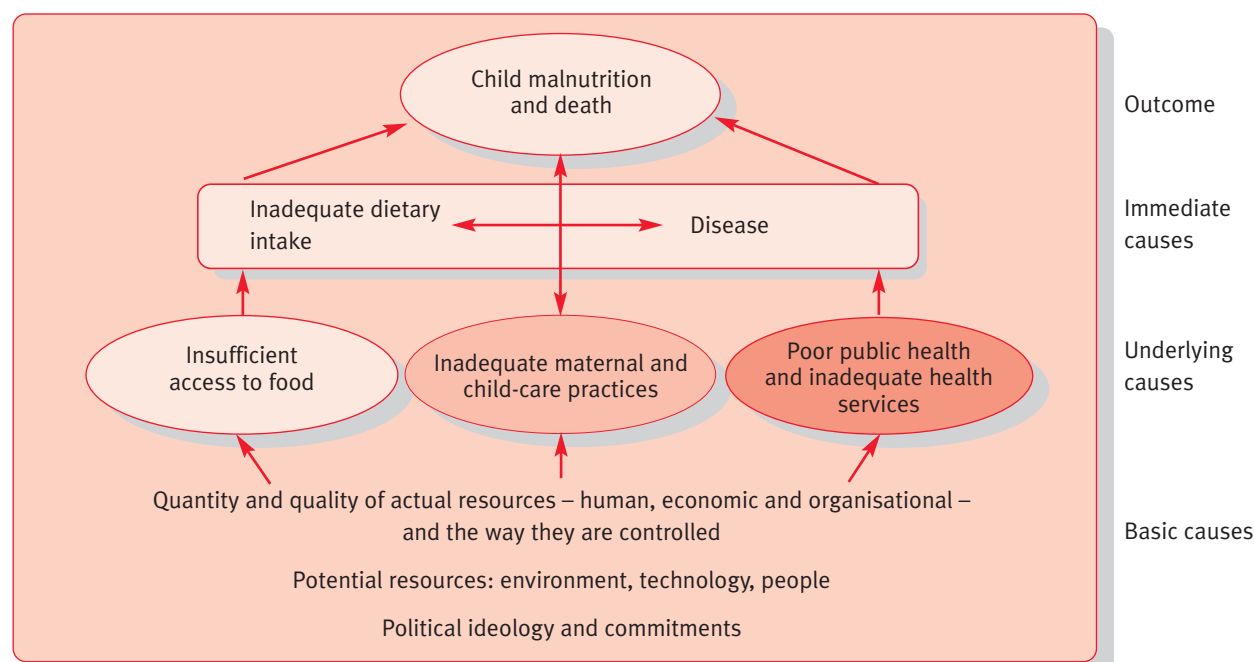 Child malnutrition
and death
Outcome
Inadequate dietary
intake
Disease
Immediate
causes
Insufficient
access to food
Inadequate maternal and
child-care practices
Poor public health
and inadequate health
services
Underlying
causes
Quantity and quality of actual resources – human, economic and organisational –
and the way they are controlled
Potential resources: environment, technology, people
Political ideology and commitments
Basic causes